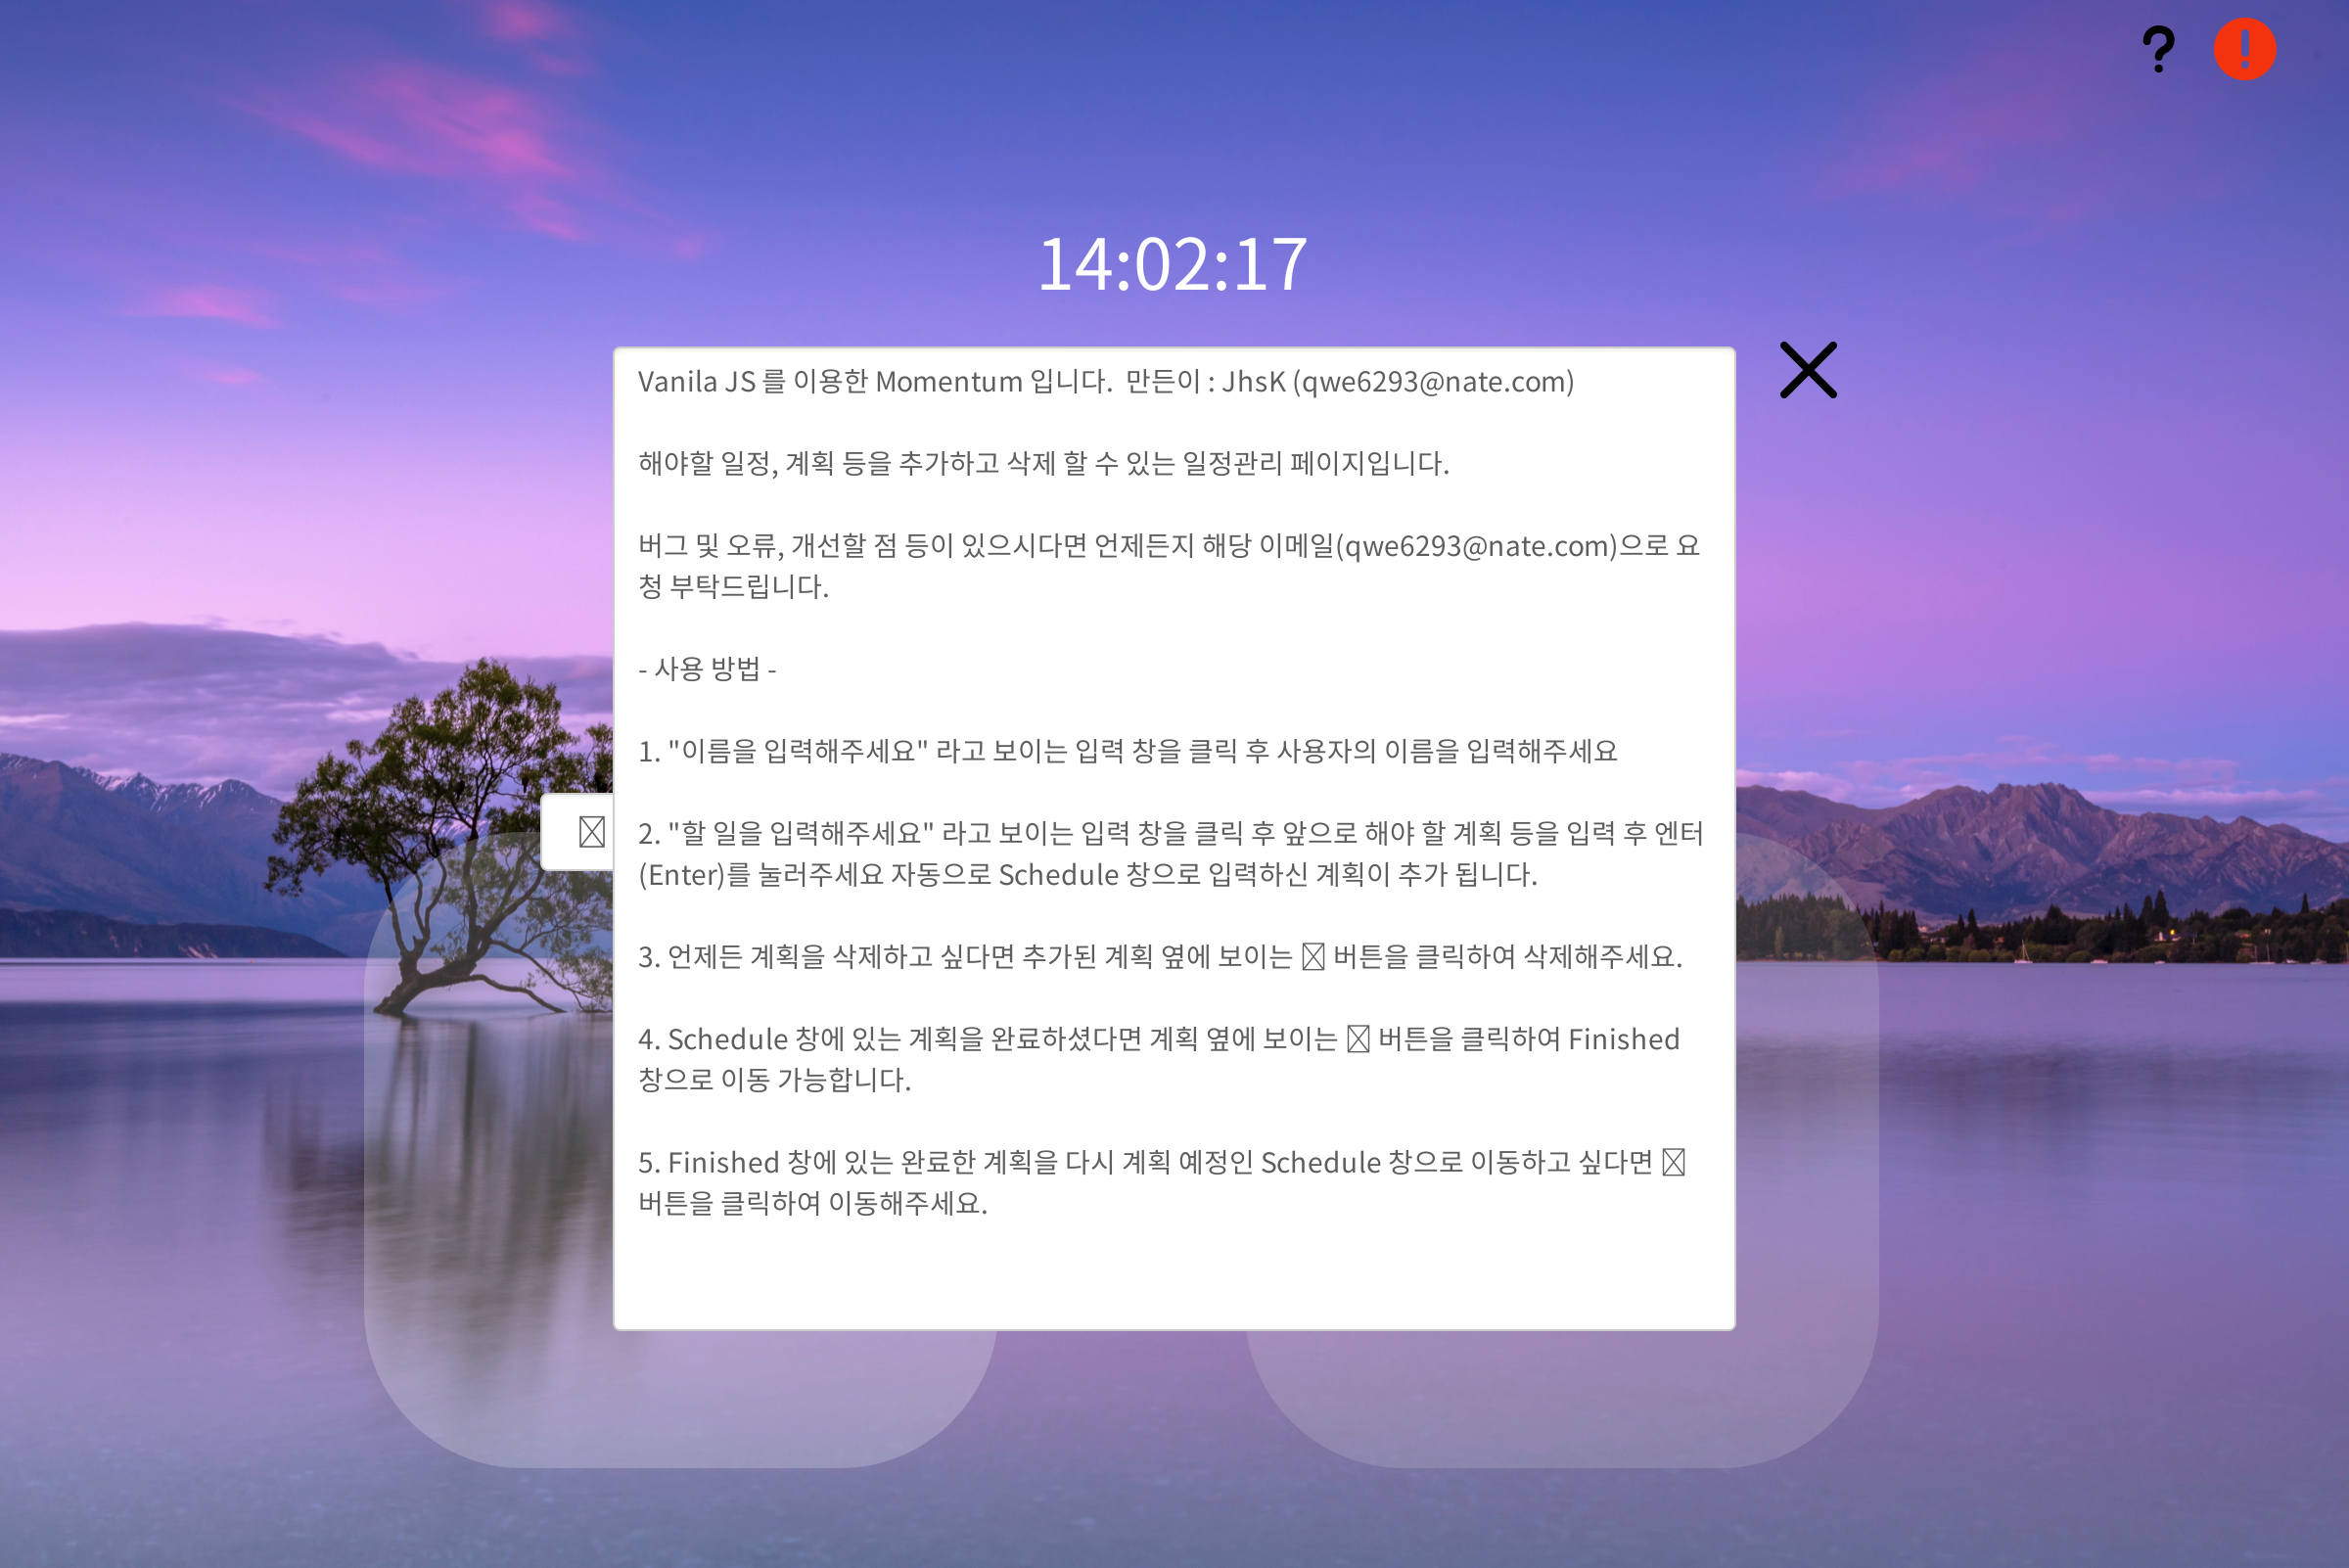 14:02:17
Vanila JS 를 이용한 Momentum 입니다. 만든이 : JhsK (qwe6293@nate.com)
해야할 일정, 계획 등을 추가하고 삭제 할 수 있는 일정관리 페이지입니다.
버그 및 오류, 개선할 점 등이 있으시다면 언제든지 해당 이메일(qwe6293@nate.com)으로 요
청 부탁드립니다.
- 사용 방법 -
1. "이름을 입력해주세요" 라고 보이는 입력 창을 클릭 후 사용자의 이름을 입력해주세요
2. "할 일을 입력해주세요" 라고 보이는 입력 창을 클릭 후 앞으로 해야 할 계획 등을 입력 후 엔터
(Enter)를 눌러주세요 자동으로 Schedule 창으로 입력하신 계획이 추가 됩니다.
3. 언제든 계획을 삭제하고 싶다면 추가된 계획 옆에 보이는 버튼을 클릭하여 삭제해주세요.
4. Schedule 창에 있는 계획을 완료하셨다면 계획 옆에 보이는 버튼을 클릭하여 Finished
창으로 이동 가능합니다.
5. Finished 창에 있는 완료한 계획을 다시 계획 예정인 Schedule 창으로 이동하고 싶다면
버튼을 클릭하여 이동해주세요.